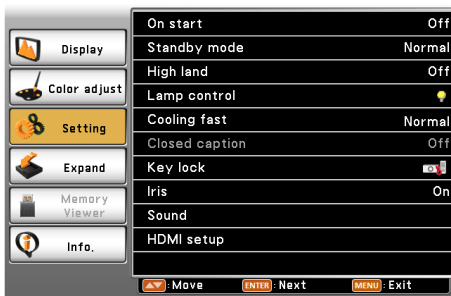 Display
Color adjust
Setting
Expand
Memory
Viewer
Info.
On start Off
Standby mode Normal
High land Off
Lamp control
Cooling fast Normal
Closed caption Off
Key lock
Iris On
Sound
HDMI setup
:Move ENTER :Next MENU :Exit